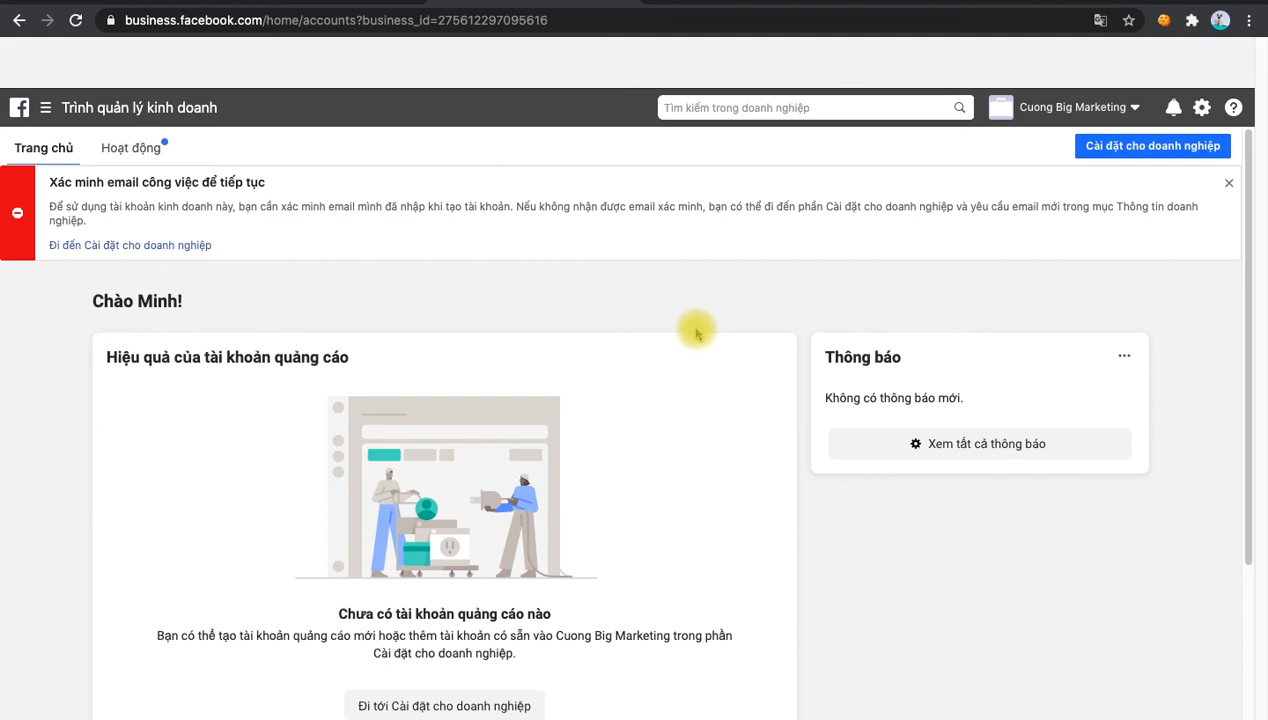 business.facebook.com/home/accounts?business_id=275612297095616
Trình quản lý kinh doanh
Tìm kiếm trong doanh nghiệp
Cuong Big Marketing
Trang chủ
Hoạt động
Cài đặt cho doanh nghiệp
Xác minh email công việc để tiếp tục
Để sử dụng tài khoản kinh doanh này, bạn cần xác minh email mình đã nhập khi tạo tài khoản. Nếu không nhận được email xác minh, bạn có thể đi đến phần Cài đặt cho doanh nghiệp và yêu cầu email mới trong mục Thông tin doanh
nghiệp.
Đi đến Cài đặt cho doanh nghiệp
Chào Minh!
Hiệu quả của tài khoản quảng cáo
Thông báo
Không có thông báo mới.
Xem tất cả thông báo
Chưa có tài khoản quảng cáo nào
Bạn có thể tạo tài khoản quảng cáo mới hoặc thêm tài khoản có sẵn vào Cuong Big Marketing trong phần
Cài đặt cho doanh nghiệp.
Đi tới Cài đặt cho doanh nghiệp